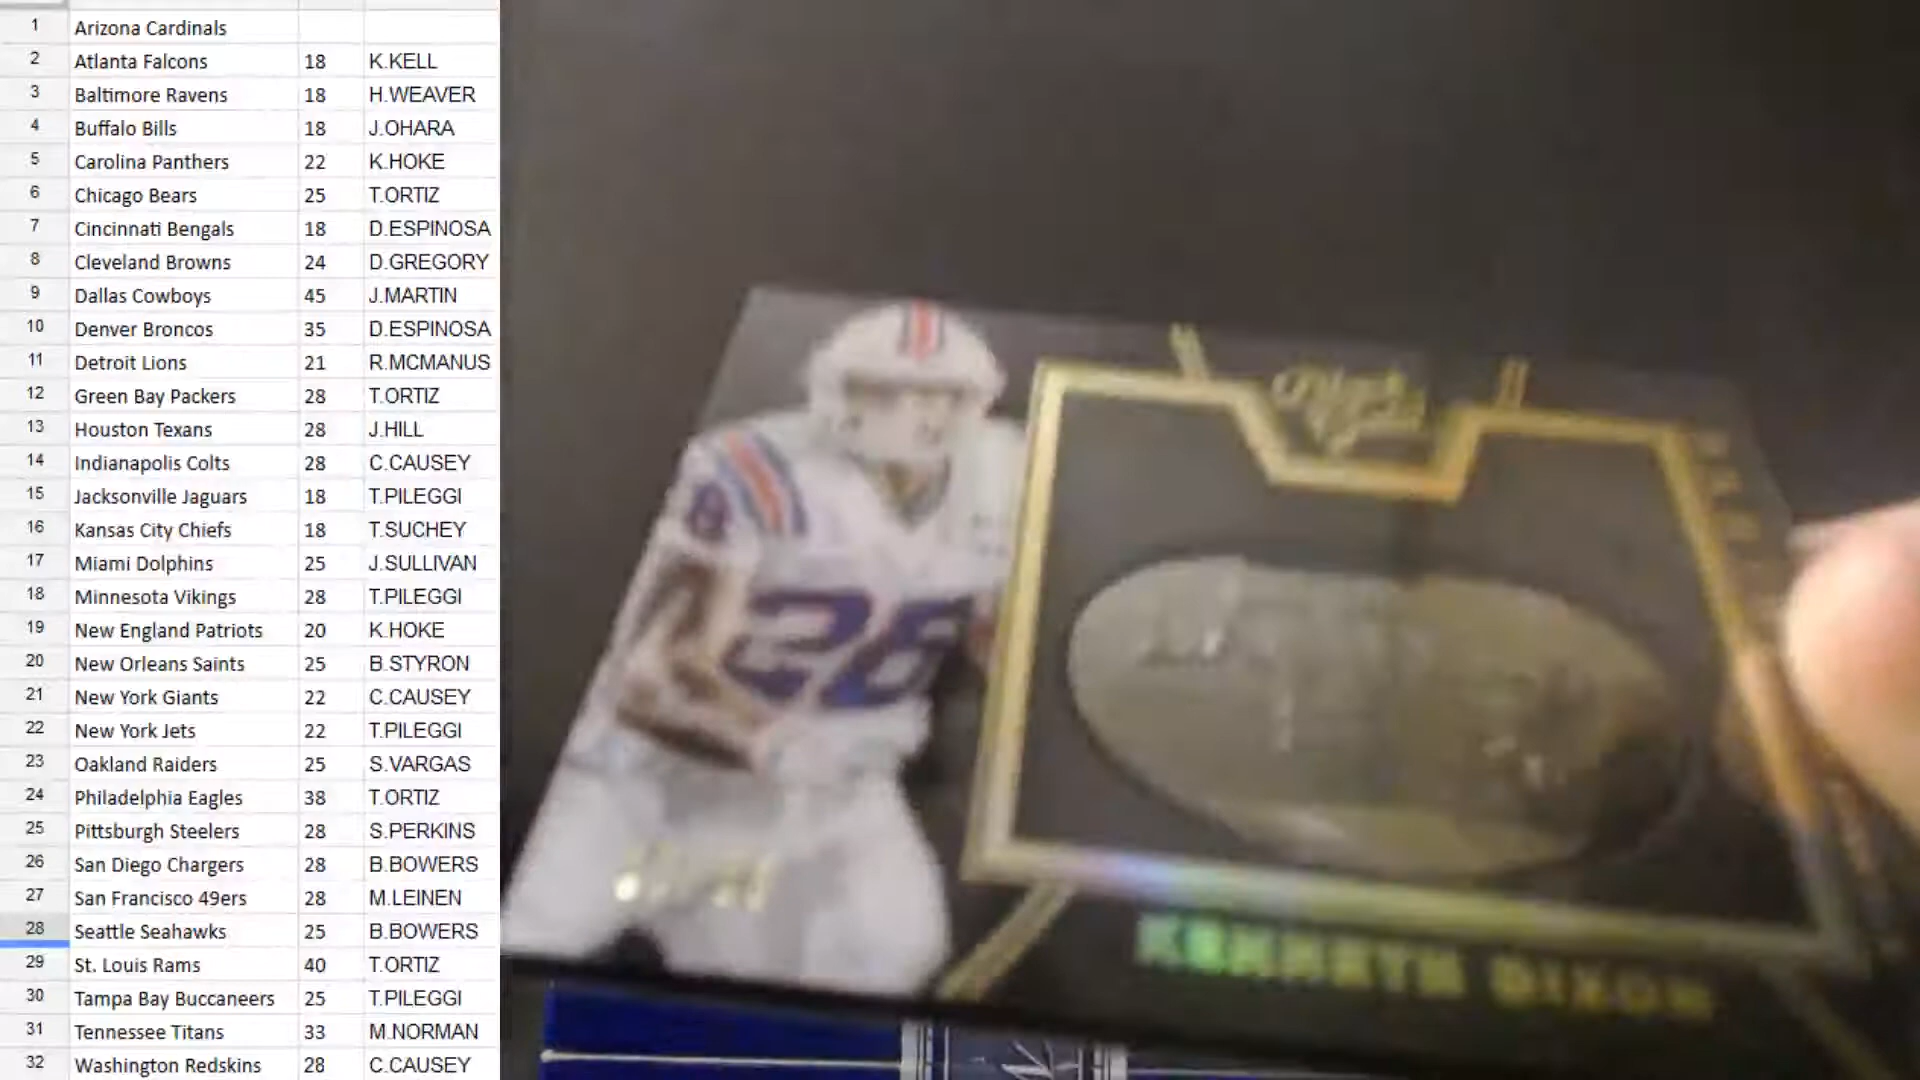 1 Arizona Cardinals
2 Atlanta Falcons 18 K.KELL
3 Baltimore Ravens 18 H.WEAVER
4 Buffalo Bills 18 J.OHARA
5 Carolina Panthers 22 K.HOKE
6 Chicago Bears 25 T.ORTIZ
7 Cincinnati Bengals 18 D.ESPINOSA
8 Cleveland Browns 24 D.GREGORY
9 Dallas Cowboys 45 J.MARTIN
10 Denver Broncos 35 D.ESPINOSA
11 Detroit Lions 21 R.MCMANUS
12 Green Bay Packers 28 T.ORTIZ
13 Houston Texans 28 J.HILL
14 Indianapolis Colts 28 C.CAUSEY
15 Jacksonville Jaguars 18 T.PILEGGI
16 Kansas City Chiefs 18 T.SUCHEY
17 Miami Dolphins 25 J.SULLIVAN
18 Minnesota Vikings 28 T.PILEGGI
19 New England Patriots 20 K.HOKE
20 New Orleans Saints 25 B.STYRON
21 New York Giants 22 C.CAUSEY
22 New York Jets 22 T.PILEGGI
23 Oakland Raiders 25 S.VARGAS
24 Philadelphia Eagles 38 T.ORTIZ
25 Pittsburgh Steelers 28 S.PERKINS
26 San Diego Chargers 28 B.BOWERS
27 San Francisco 49ers 28 M.LEINEN
28 Seattle Seahawks 25 B.BOWERS
29 St. Louis Rams 40 T.ORTIZ
30 Tampa Bay Buccaneers 25 T.PILEGGI
31 Tennessee Titans 33 M.NORMAN
32 Washington Redskins 28 C.CAUSEY
28
KENNETH DIXON